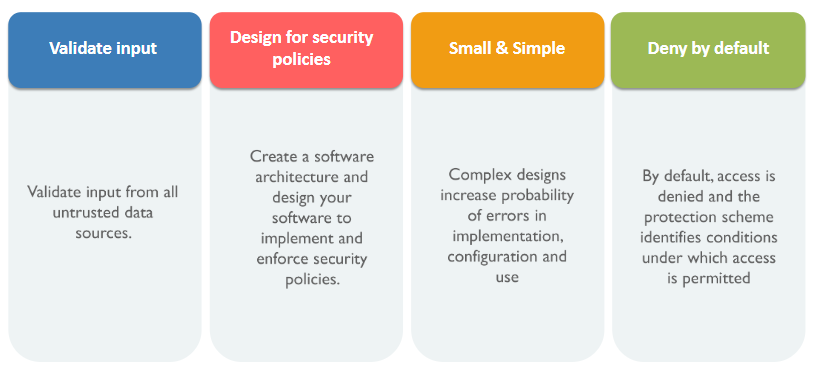 Validate input
Validate input from all
untrusted data
sources.
Design for security
policies
Create a software
architecture and
design your
software to
implement and
enforce security
policies.
Small & Simple
Complex designs
increase probability
of errors in
implementation,
configuration and
use
Deny by default
By default, access is
denied and the
protection scheme
identifies conditions
under which access
is permitted